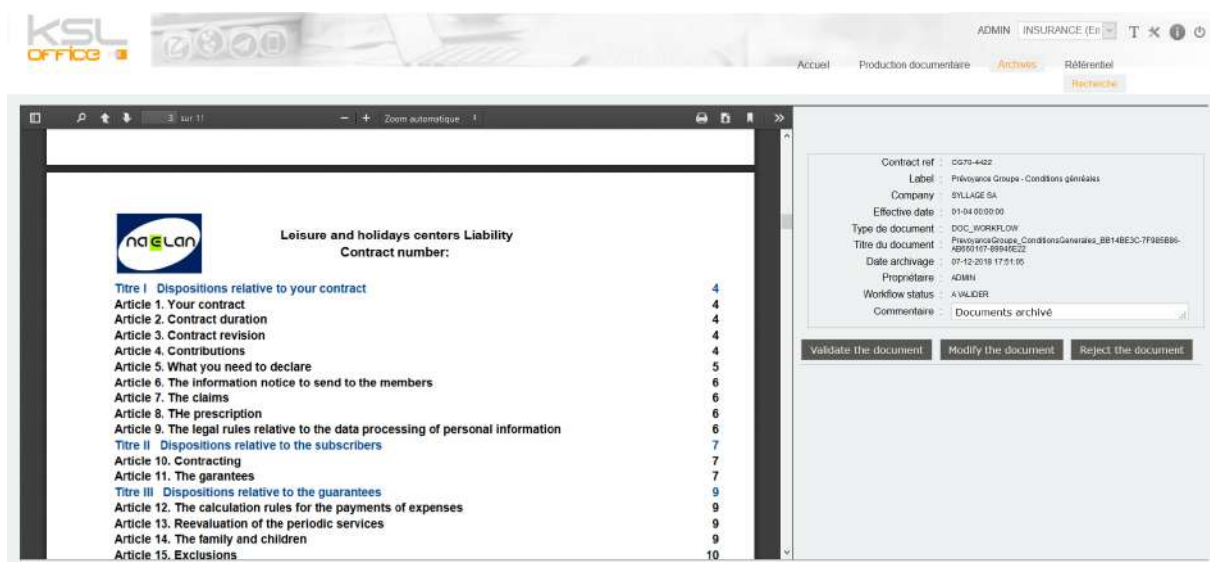 KSL
OFFICE
ADMIN INSURANCE (En
T
Accueil Production documentaire Archives Référentiel
Recherche
3 sur 11
Zoom automatique
naeLan
Leisure and holidays centers Liability
Contract number:
Titre I Dispositions relative to your contract 4
Article 1. Your contract 4
Article 2. Contract duration 4
Article 3. Contract revision 4
Article 4. Contributions 4
Article 5. What you need to declare 5
Article 6. The information notice to send to the members 6
Article 7. The claims 6
Article 8. THe prescription 6
Article 9. The legal rules relative to the data processing of personal information 6
Titre II Dispositions relative to the subscribers 7
Article 10. Contracting 7
Article 11. The garantees 7
Titre III Dispositions relative to the guarantees 9
Article 12. The calculation rules for the payments of expenses 9
Article 13. Reevaluation of the periodic services 9
Article 14. The family and children 9
Article 15. Exclusions 10
Contract ref : CG70-4422
Label : Prévoyance Groupe - Conditions génréales
Company : SYLLAGE SA
Effective date : 01-04 00:00:00
Type de document : DOC_WORKFLOW
Titre du document : PrevoyanceGroupe_ConditionsGenerales_BB14BE3C-7F985B86-
AB660167-89946E22
Date archivage : 07-12-2018 17:51:05
Propriétaire : ADMIN
Workflow status : A VALIDER
Commentaire : Documents archivé
Validate the document Modify the document Reject the document